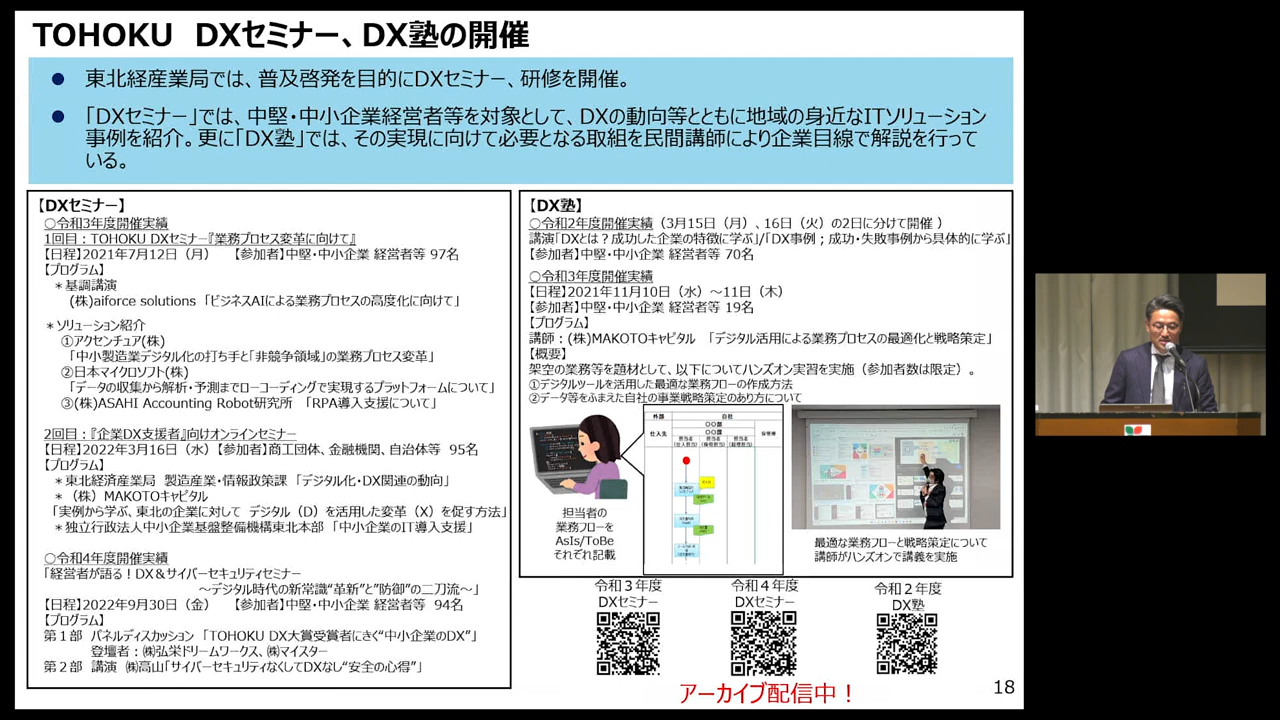 TOHOKU DXセミナー、DX塾の開催
● 東北経産業局では、普及啓発を目的にDXセミナー、研修を開催。
● 「DXセミナー」では、中堅・中小企業経営者等を対象として、DXの動向等とともに地域の身近なITソリューション
事例を紹介。更に「DX塾」では、その実現に向けて必要となる取組を民間講師により企業目線で解説を行って
いる。
【DXセミナー】
○令和3年度開催実績
1回目：TOHOKU DXセミナー『業務プロセス変革に向けて』
【日程】2021年7月12日（月） 【参加者】中堅・中小企業 経営者等 97名
【プログラム】
＊基調講演
(株)aiforce solutions 「ビジネスAIによる業務プロセスの高度化に向けて」
＊ソリューション紹介
①アクセンチュア(株)
「中小製造業デジタル化の打ち手と「非競争領域」の業務プロセス変革」
②日本マイクロソフト(株)
「データの収集から解析・予測までローコーディングで実現するプラットフォームについて」
③(株)ASAHI Accounting Robot研究所 「RPA導入支援について」
2回目：『企業DX支援者』向けオンラインセミナー
【日程】2022年3月16日（水）【参加者】商工団体、金融機関、自治体等 95名
【プログラム】
＊東北経済産業局 製造産業・情報政策課 「デジタル化・DX関連の動向」
＊（株）MAKOTOキャピタル
「実例から学ぶ、東北の企業に対して デジタル（D）を活用した変革（X）を促す方法」
＊独立行政法人中小企業基盤整備機構東北本部 「中小企業のIT導入支援」
○令和4年度開催実績
「経営者が語る！DX＆サイバーセキュリティセミナー
～デジタル時代の新常識“革新”と“防御”の二刀流～」
【日程】2022年9月30日（金） 【参加者】中堅・中小企業 経営者等 94名
【プログラム】
第１部 パネルディスカッション 「TOHOKU DX大賞受賞者にきく“中小企業のDX”」
登壇者：㈱弘栄ドリームワークス、㈱マイスター
第２部 講演 ㈱高山「サイバーセキュリティなくしてDXなし“安全の心得”」
【DX塾】
○令和2年度開催実績（3月15日（月）、16日（火）の2日に分けて開催 ）
講演「DXとは？成功した企業の特徴に学ぶ」/「DX事例；成功・失敗事例から具体的に学ぶ」
【参加者】中堅・中小企業 経営者等 70名
○令和3年度開催実績
【日程】2021年11月10日（水）～11日（木）
【参加者】中堅・中小企業 経営者等 19名
【プログラム】
講師：(株)MAKOTOキャピタル 「デジタル活用による業務プロセスの最適化と戦略策定」
【概要】
架空の業務等を題材として、以下についてハンズオン実習を実施（参加者数は限定）。
①デジタルツールを活用した最適な業務フローの作成方法
②データ等をふまえた自社の事業戦略策定のあり方について
外部 自社
〇〇部
仕入先 〇〇課
担当者 担当者 担当者
担当者の
業務フローを
AsIs/ToBe
それぞれ記載
最適な業務フローと戦略策定について
講師がハンズオンで講義を実施
令和３年度
DXセミナー
令和４年度
DXセミナー
令和２年度
DX塾
アーカイブ配信中！
18